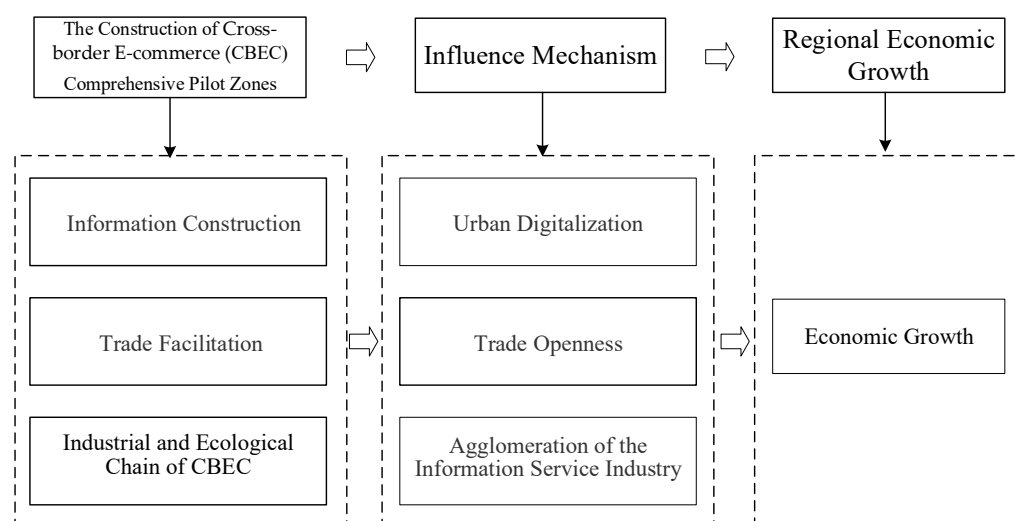 The Construction of Cross-
border E-commerce (CBEC)
Comprehensive Pilot Zones
Influence Mechanism
Regional Economic
Growth
Information Construction
Trade Facilitation
Industrial and Ecological
Chain of CBEC
Urban Digitalization
Trade Openness
Agglomeration of the
Information Service Industry
Economic Growth